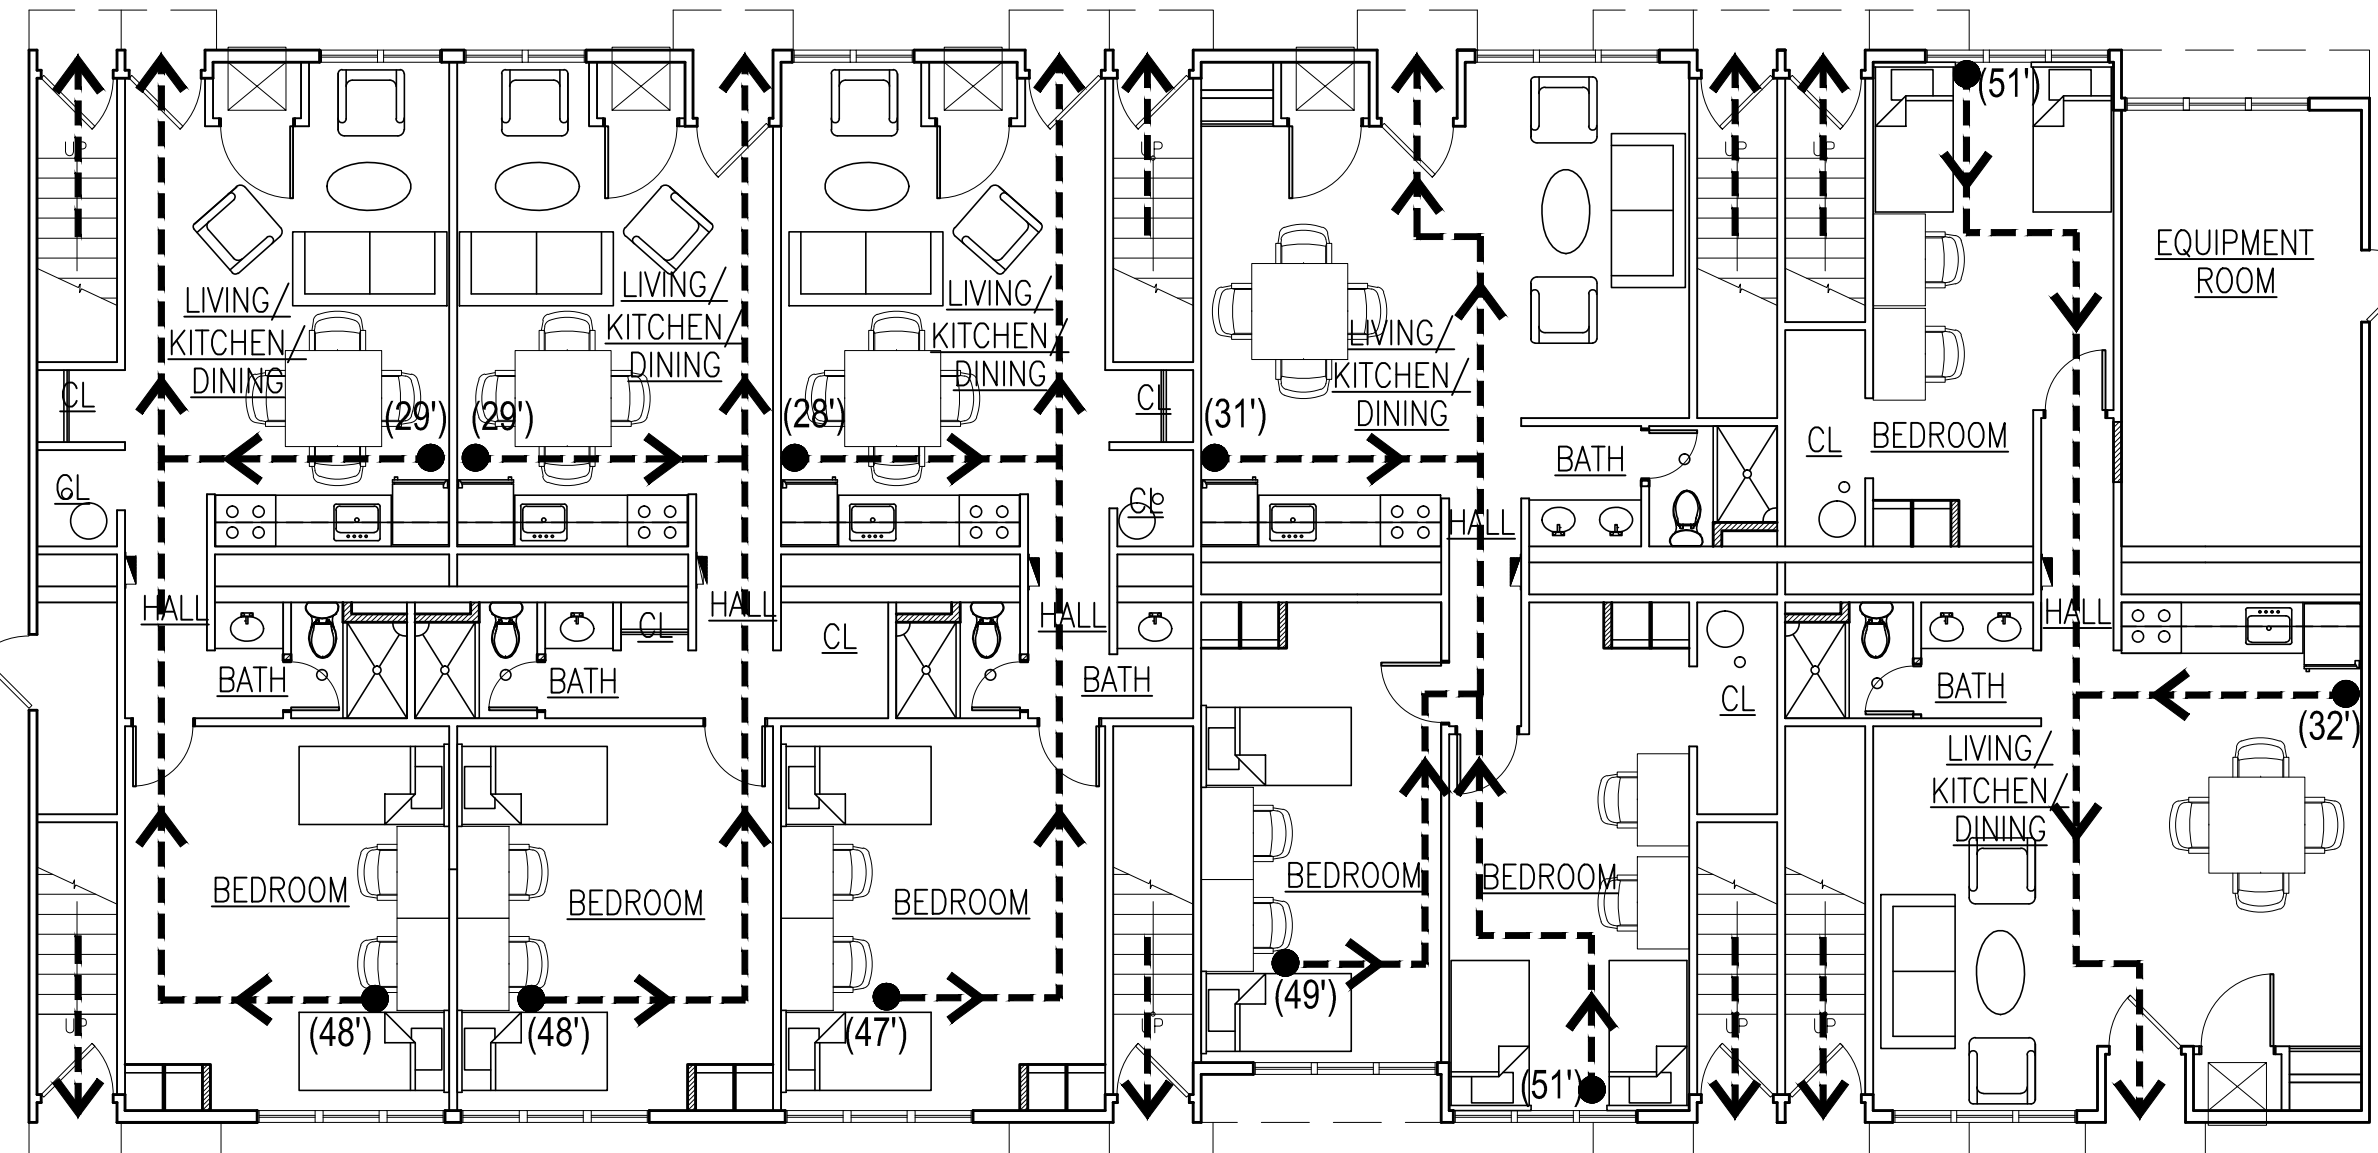 UP
UP
UP
UP
(51')
EQUIPMENT
ROOM
LIVING/
KITCHEN/
DINING
LIVING/
KITCHEN/
DINING
LIVING/
KITCHEN/
DINING
LIVING/
KITCHEN/
DINING
CL
(29')
(29')
(28')
CL
(31')
BATH
CL
BEDROOM
CL
CL
HALL
HALL
BATH
CL
BATH
HALL
CL
HALL
BATH
CL
BATH
HALL
(32')
LIVING/
KITCHEN/
DINING
BEDROOM
BEDROOM
BEDROOM
BEDROOM
BEDROOM
(48')
(48')
(47')
(49')
(51')
UP
UP
UP
UP